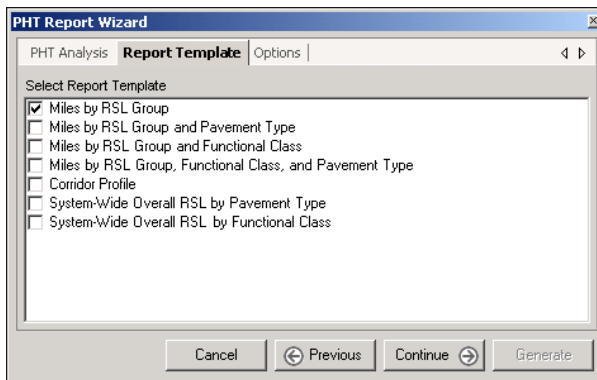 PHT Report Wizard
PHT Analysis Report Template Options
Select Report Template
Miles by RSL Group
Miles by RSL Group and Pavement Type
Miles by RSL Group and Functional Class
Miles by RSL Group, Functional Class, and Pavement Type
Corridor Profile
System-Wide Overall RSL by Pavement Type
System-Wide Overall RSL by Functional Class
Cancel Previous Continue Generate